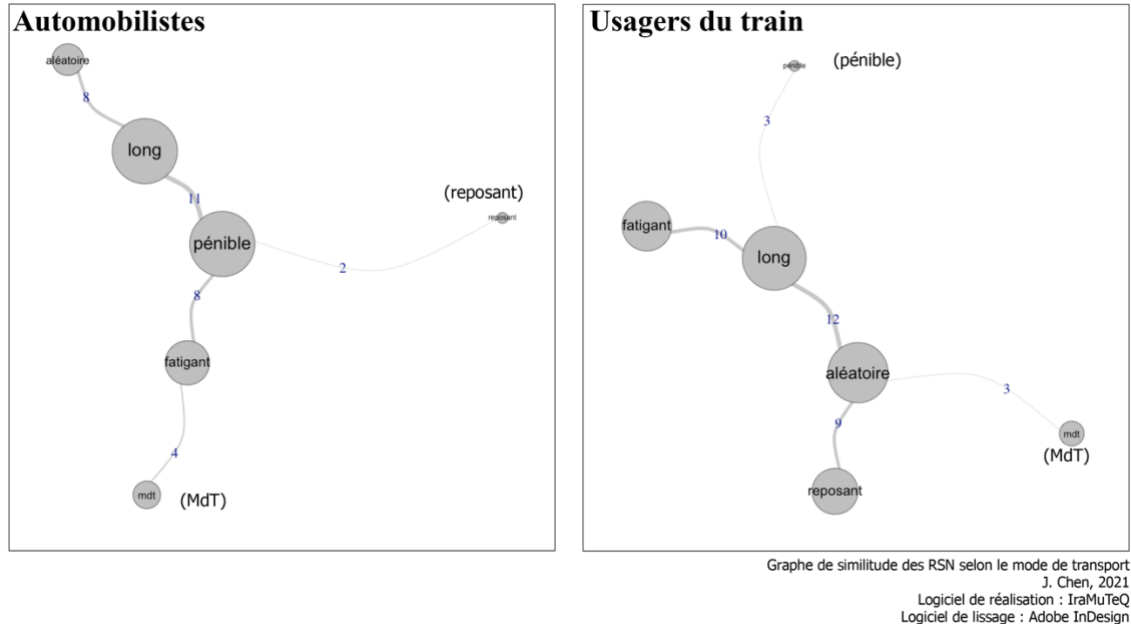 Automobilistes
aléatoire
8
long
11
pénible
(reposant)
reposant
2
8
fatigant
4
mdt
(MdT)
Usagers du train
pénible
(pénible)
3
fatigant
10
long
12
aléatoire
3
mdt
(MdT)
9
reposant
Graphe de similitude des RSN selon le mode de transport
J. Chen, 2021
Logiciel de réalisation : IraMuTeQ
Logiciel de lissage : Adobe InDesign